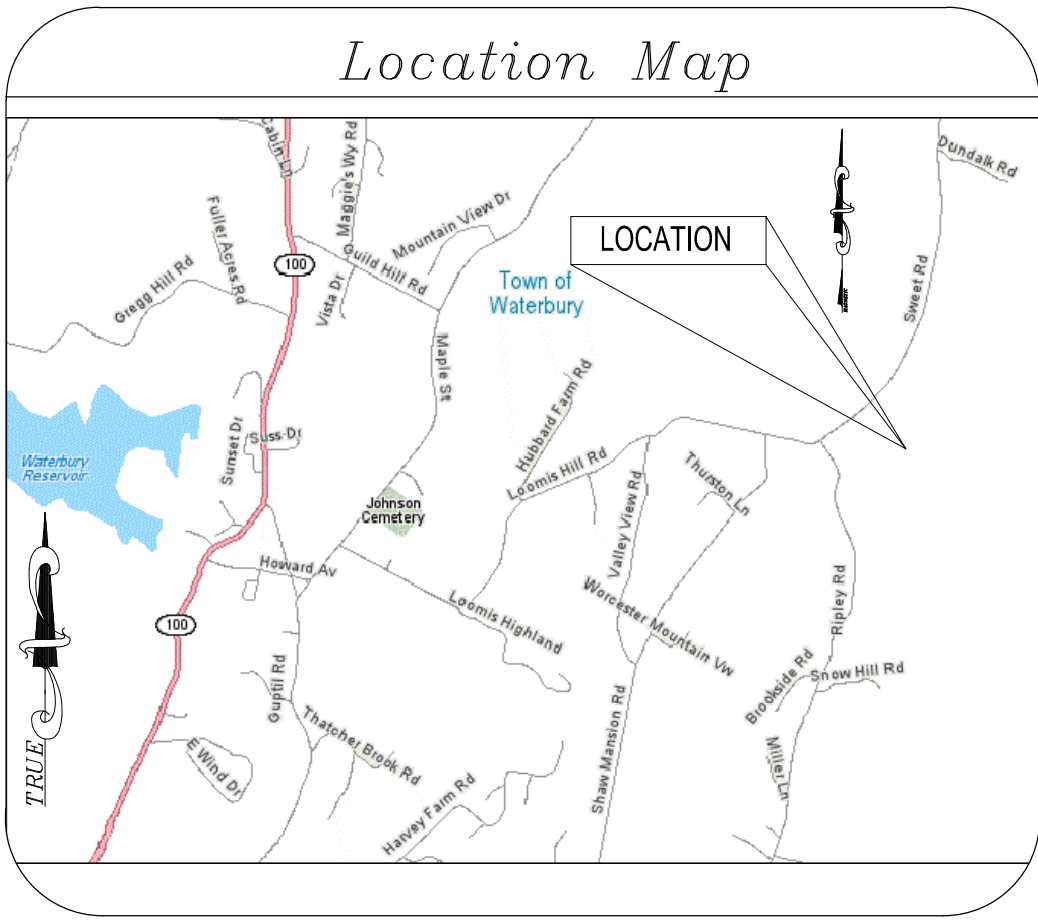 Location Map
Cabin Ln
Maggie's Wy Rd
Dundalk Rd
Fuller Acres Rd
Mountain View Dr
LOCATION
100
Guild Hill Rd
Gregg Hill Rd
Vista Dr
Town of
Waterbury
Sweet Rd
Maple St
Hubbard Farm Rd
Suss Dr
Sunset Dr
Waterbury
Reservoir
Loomis Hill Rd
Thurston Ln
Johnson
Cemetery
Valley View Rd
Howard Av
Loomis Highland
Worcester Mountain Vw
Ripley Rd
100
Brookside Rd
Snow Hill Rd
Guptil Rd
Thatcher Brook Rd
Shaw Mansion Rd
Miller Ln
E Wind Dr
Harvey Farm Rd
TRUE